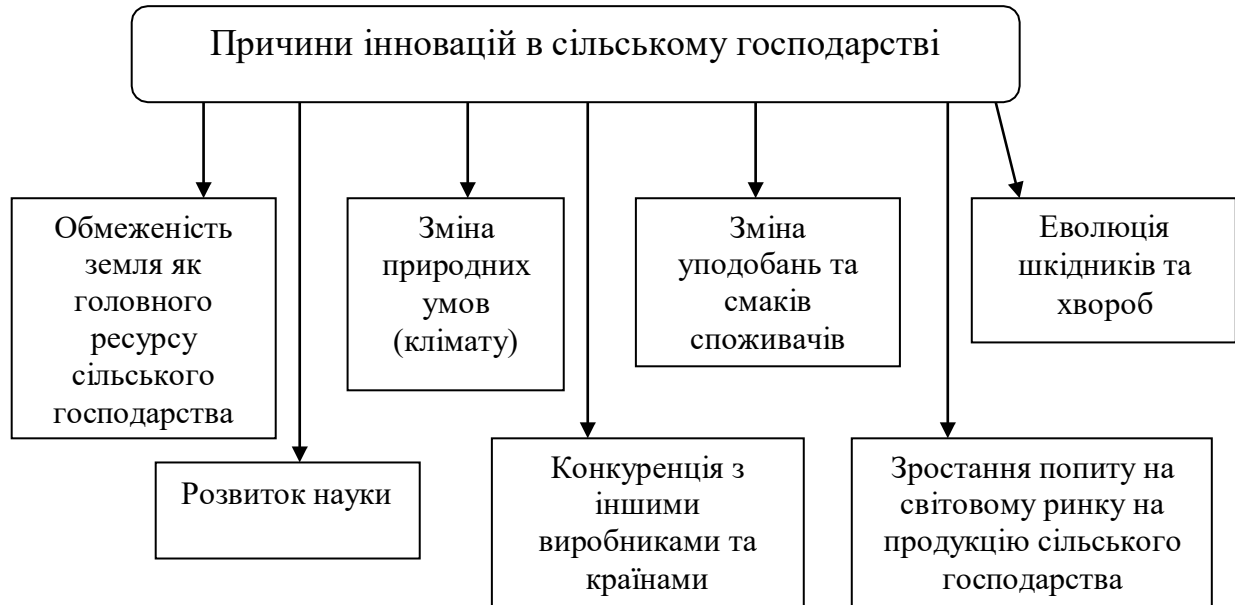 Причини інновацій в сільському господарстві
Обмеженість
земля як
головного
ресурсу
сільського
господарства
Зміна
природних
умов
(клімату)
Зміна
уподобань та
смаків
споживачів
Еволюція
шкідників та
хвороб
Розвиток науки
Конкуренція з
іншими
виробниками та
країнами
Зростання попиту на
світовому ринку на
продукцію сільського
господарства